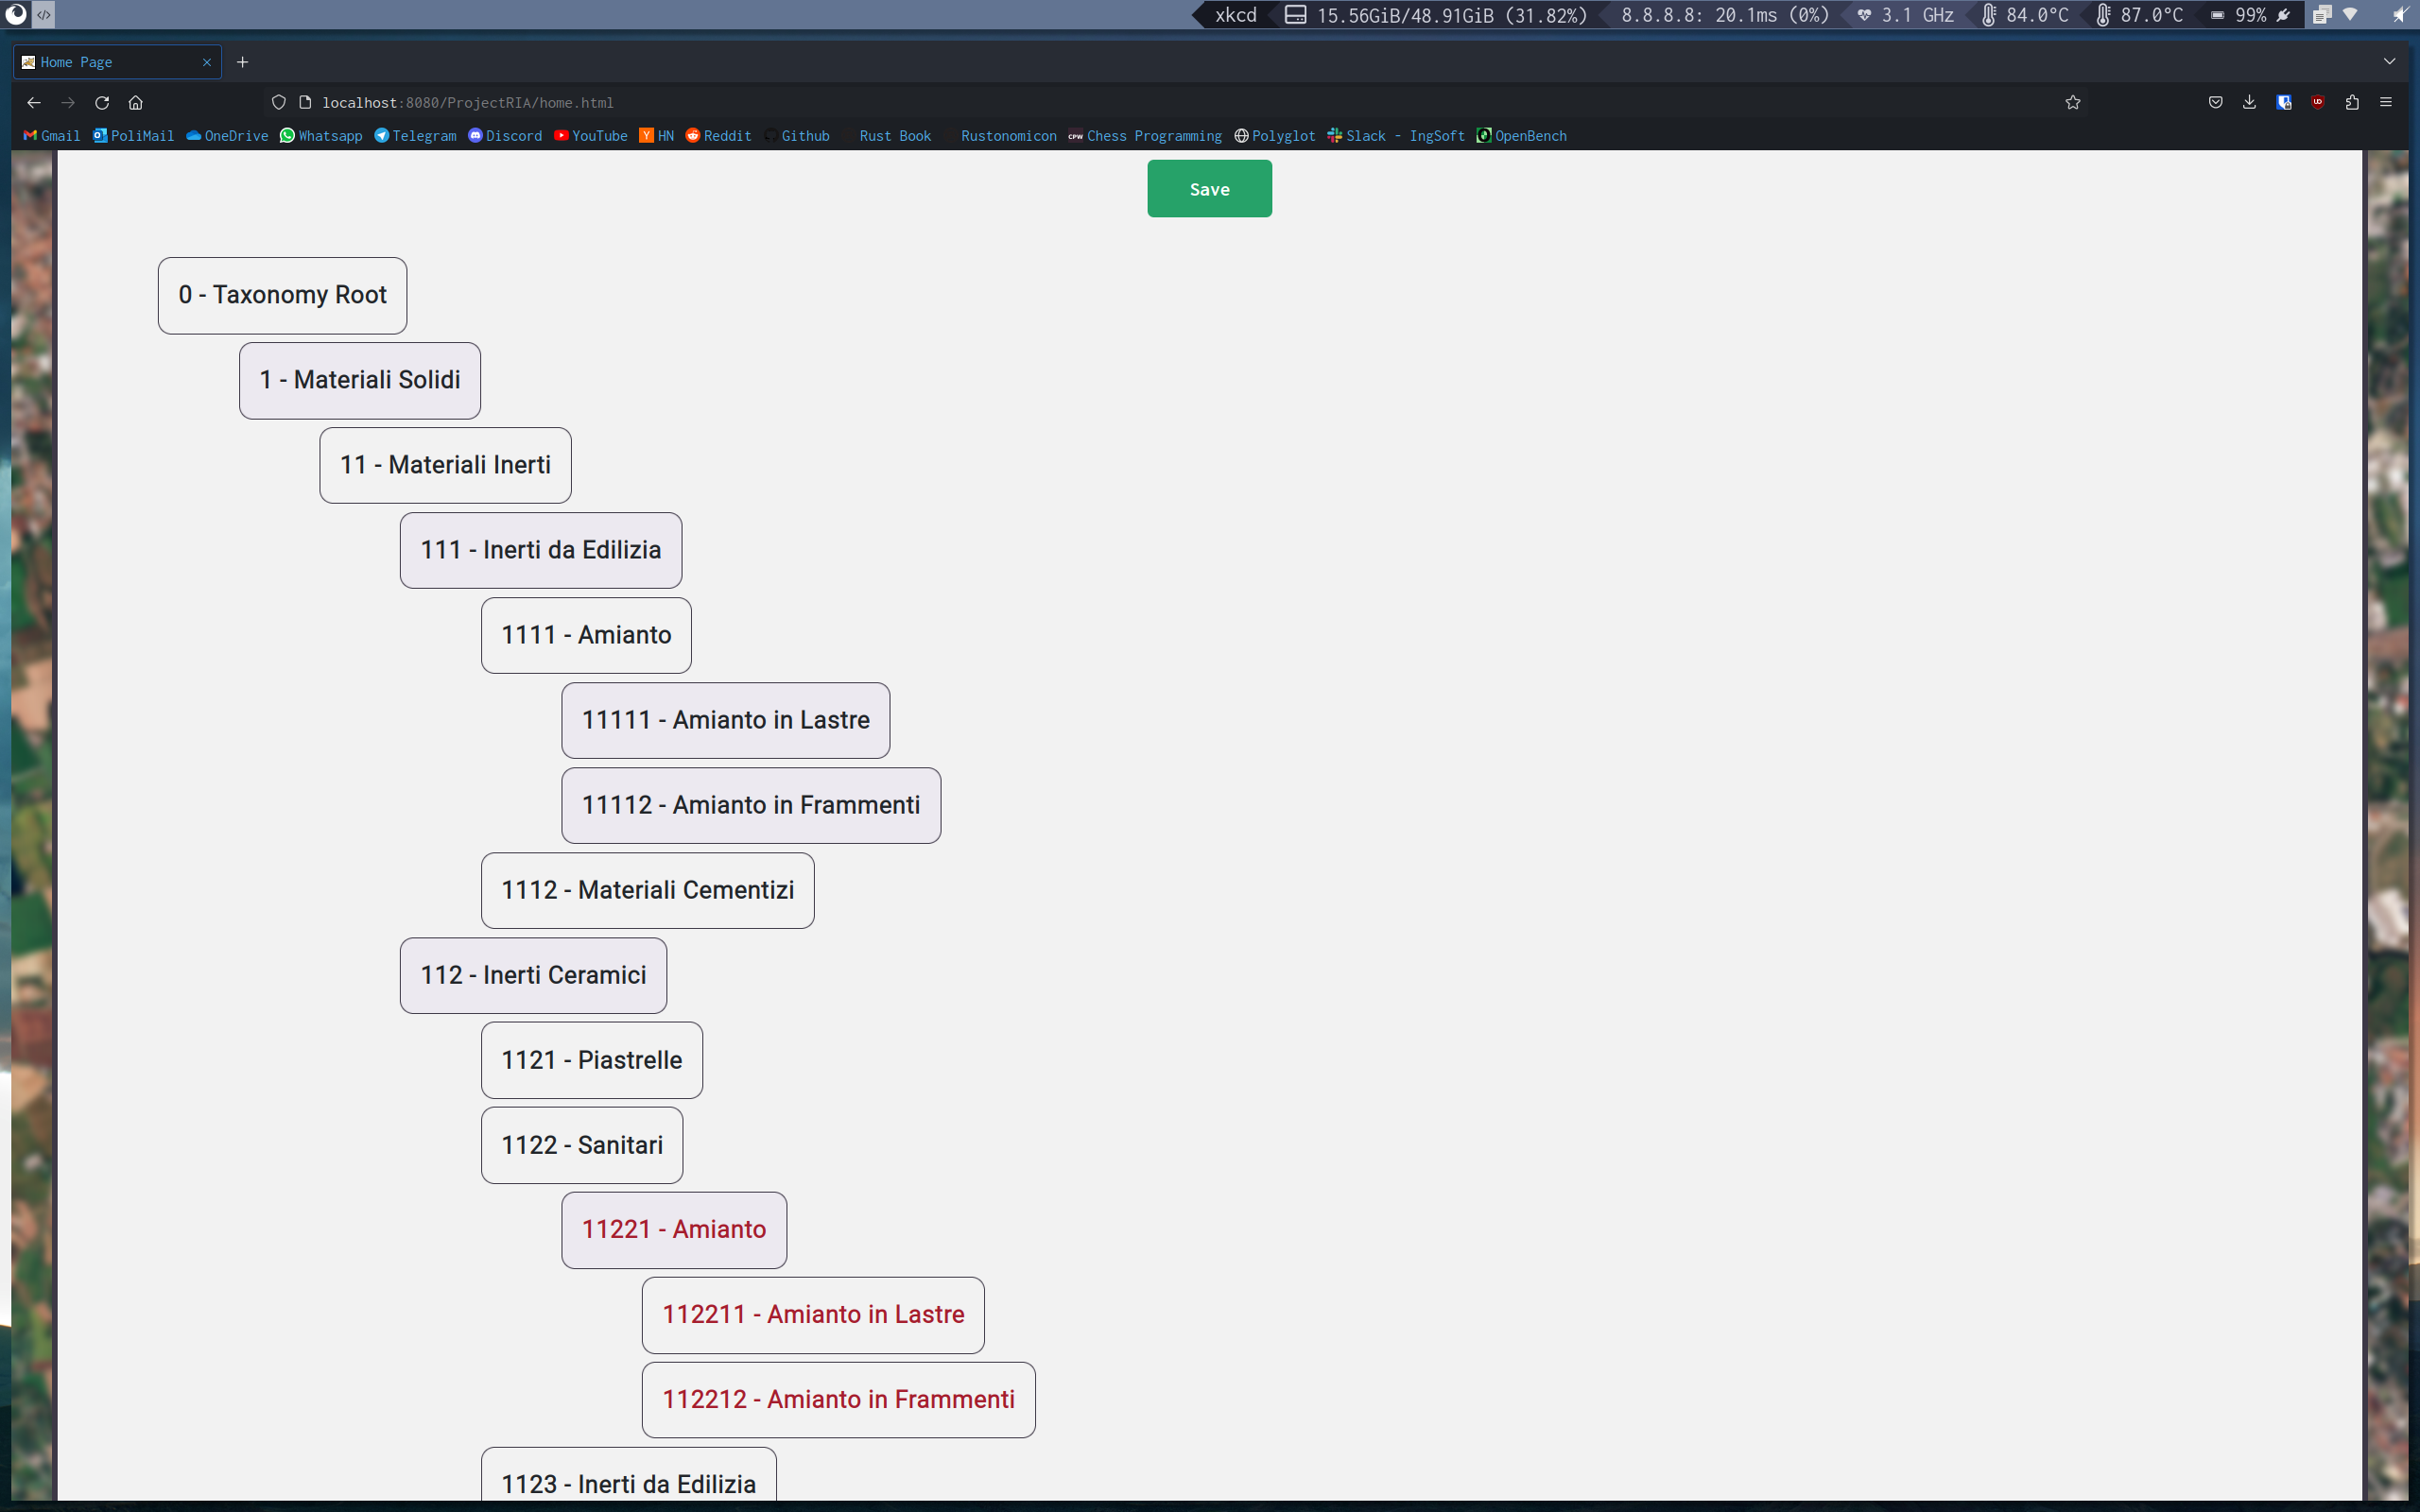 xkcd 15.56GiB/48.91GiB (31.82%) 8.8.8.8: 20.1ms (0%) 3.1 GHz 84.0°C 87.0°C 99%
Home Page
localhost:8080/ProjectRIA/home.html
Gmail PoliMail OneDrive Whatsapp Telegram Discord YouTube HN Reddit Github Rust Book Rustonomicon Chess Programming Polyglot Slack - IngSoft OpenBench
Save
0 - Taxonomy Root
1 - Materiali Solidi
11 - Materiali Inerti
111 - Inerti da Edilizia
1111 - Amianto
11111 - Amianto in Lastre
11112 - Amianto in Frammenti
1112 - Materiali Cementizi
112 - Inerti Ceramici
1121 - Piastrelle
1122 - Sanitari
11221 - Amianto
112211 - Amianto in Lastre
112212 - Amianto in Frammenti
1123 - Inerti da Edilizia